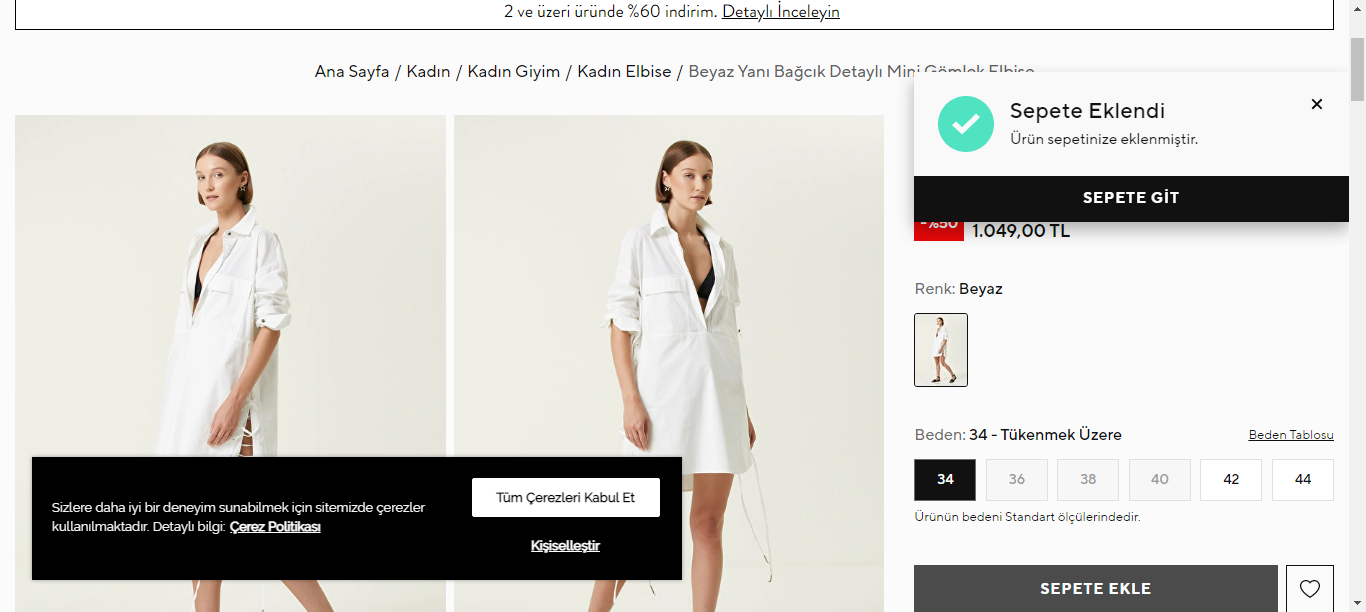 2 ve üzeri üründe %60 indirim. Detaylı İnceleyin
Ana Sayfa / Kadın / Kadın Giyim / Kadın Elbise / Beyaz Yanı Bağcık Detaylı Mini Gömlek Elbise
Sepete Eklendi
Ürün sepetinize eklenmiştir.
SEPETE GİT
-%50
1.049,00 TL
Renk: Beyaz
Beden: 34 - Tükenmek Üzere
Beden Tablosu
34 36 38 40 42 44
Ürünün bedeni Standart ölçülerindedir.
SEPETE EKLE
Sizlere daha iyi bir deneyim sunabilmek için sitemizde çerezler
kullanılmaktadır. Detaylı bilgi: Çerez Politikası
Tüm Çerezleri Kabul Et
Kişiselleştir